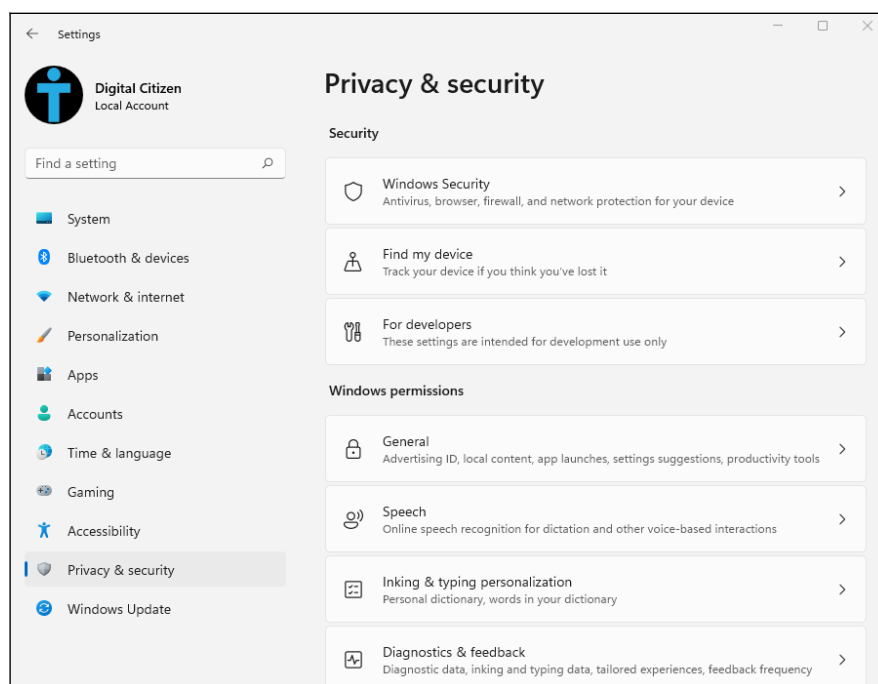 Settings
Digital Citizen
Local Account
Find a setting
System
Bluetooth & devices
Network & internet
Personalization
Apps
Accounts
Time & language
Gaming
Accessibility
Privacy & security
Windows Update
Privacy & security
Security
Windows Security
Antivirus, browser, firewall, and network protection for your device
Find my device
Track your device if you think you've lost it
For developers
These settings are intended for development use only
Windows permissions
General
Advertising ID, local content, app launches, settings suggestions, productivity tools
Speech
Online speech recognition for dictation and other voice-based interactions
Inking & typing personalization
Personal dictionary, words in your dictionary
Diagnostics & feedback
Diagnostic data, inking and typing data, tailored experiences, feedback frequency